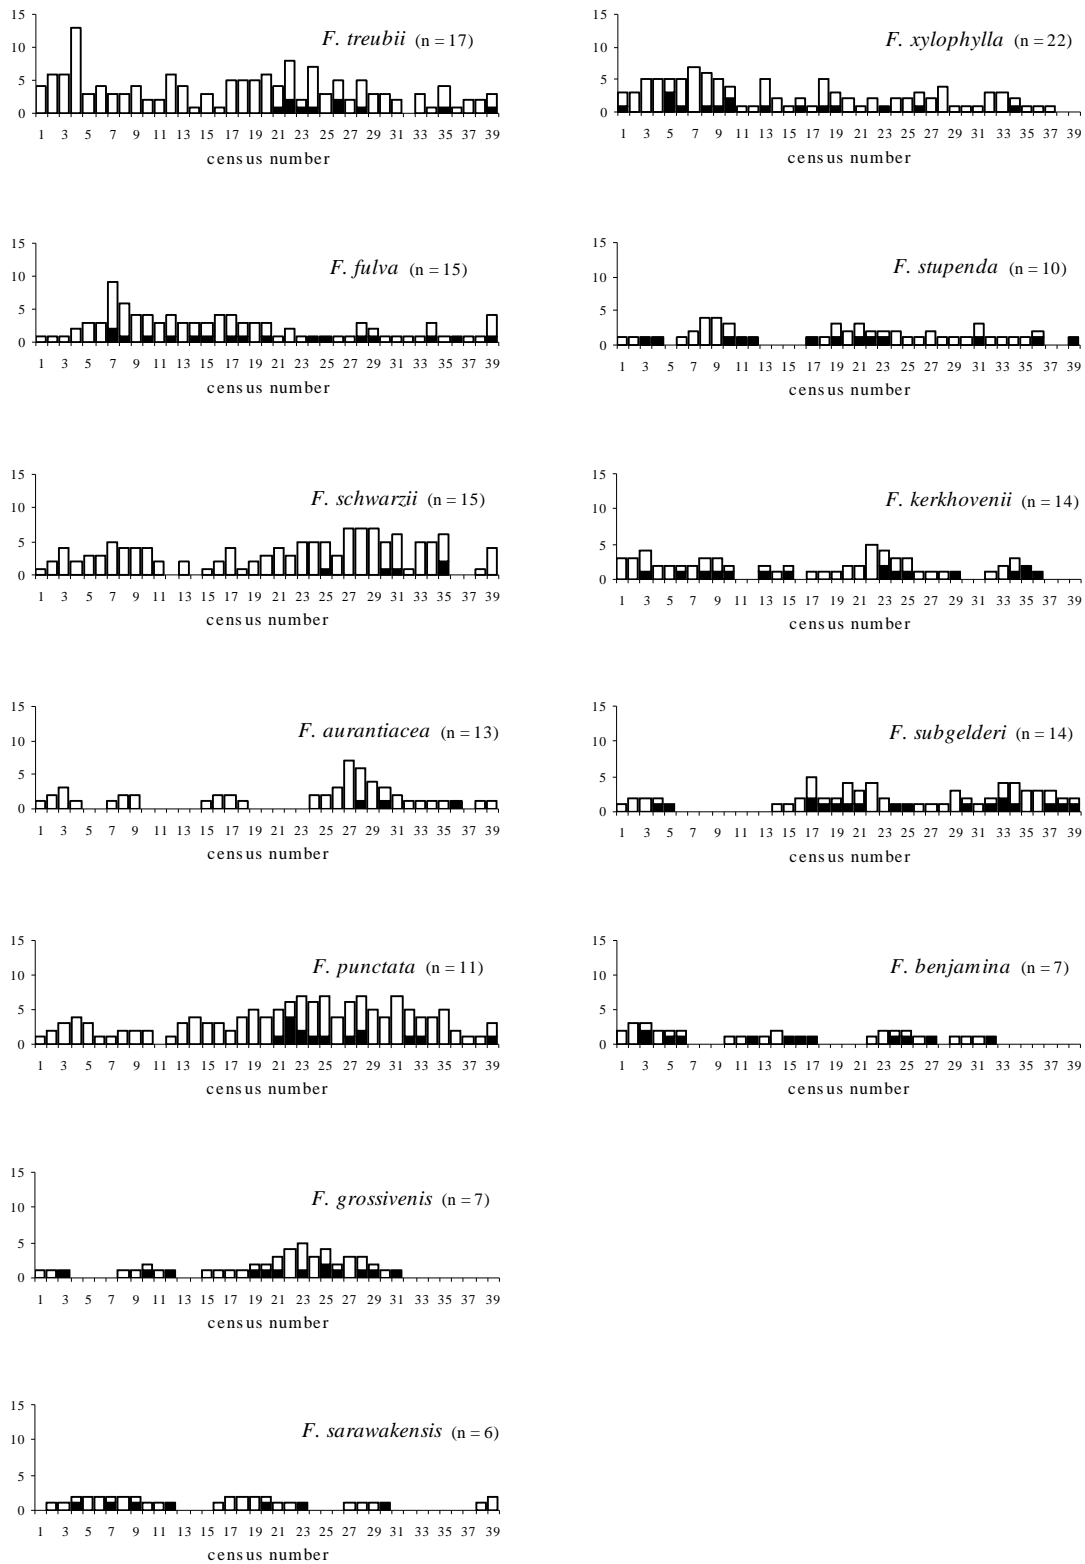 15
10
5
0
F. treubii (n = 17)
1 3 5 7 9 11 13 15 17 19 21 23 25 27 29 31 33 35 37 39
census number
15
10
5
0
F. xylophylla (n = 22)
1 3 5 7 9 11 13 15 17 19 21 23 25 27 29 31 33 35 37 39
census number
15
10
5
0
F. fulva (n = 15)
1 3 5 7 9 11 13 15 17 19 21 23 25 27 29 31 33 35 37 39
census number
15
10
5
0
F. stupenda (n = 10)
1 3 5 7 9 11 13 15 17 19 21 23 25 27 29 31 33 35 37 39
census number
15
10
5
0
F. schwarzii (n = 15)
1 3 5 7 9 11 13 15 17 19 21 23 25 27 29 31 33 35 37 39
census number
15
10
5
0
F. kerkhovenii (n = 14)
1 3 5 7 9 11 13 15 17 19 21 23 25 27 29 31 33 35 37 39
census number
15
10
5
0
F. aurantiacea (n = 13)
1 3 5 7 9 11 13 15 17 19 21 23 25 27 29 31 33 35 37 39
census number
15
10
5
0
F. subgelderi (n = 14)
1 3 5 7 9 11 13 15 17 19 21 23 25 27 29 31 33 35 37 39
census number
15
10
5
0
F. punctata (n = 11)
1 3 5 7 9 11 13 15 17 19 21 23 25 27 29 31 33 35 37 39
census number
15
10
5
0
F. benjamina (n = 7)
1 3 5 7 9 11 13 15 17 19 21 23 25 27 29 31 33 35 37 39
census number
15
10
5
0
F. grossivenis (n = 7)
1 3 5 7 9 11 13 15 17 19 21 23 25 27 29 31 33 35 37 39
census number
15
10
5
0
F. sarawakensis (n = 6)
1 3 5 7 9 11 13 15 17 19 21 23 25 27 29 31 33 35 37 39
census number